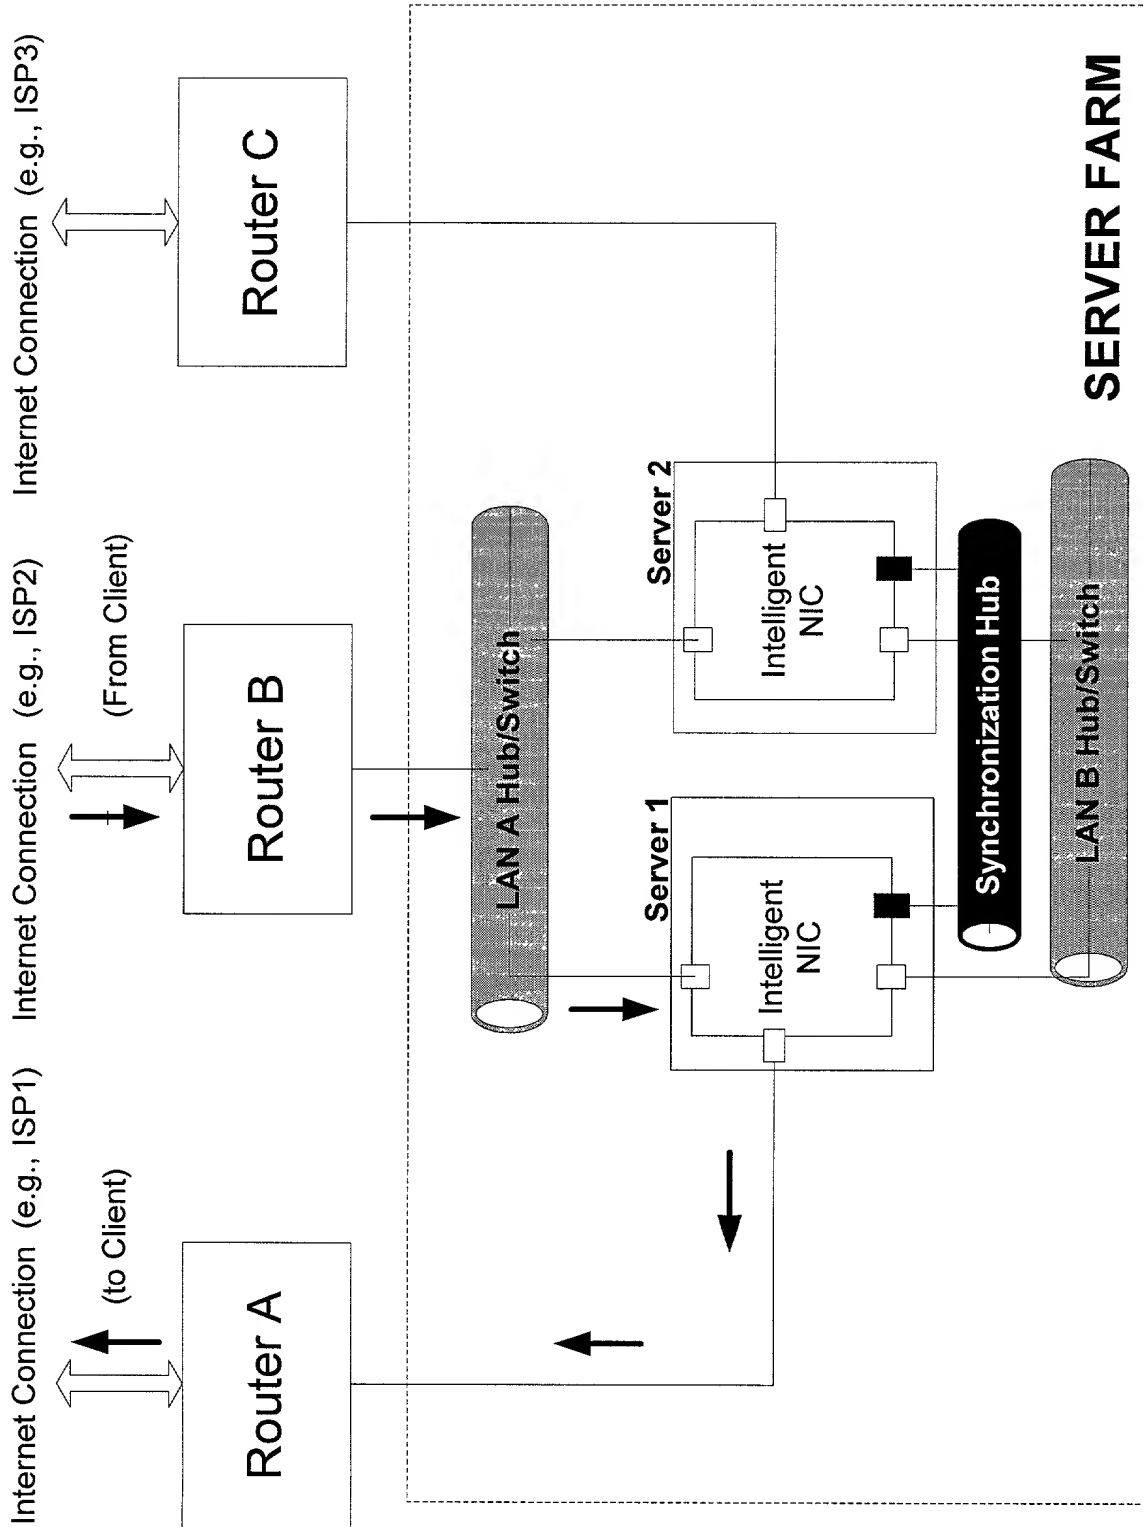 Internet Connection (e.g., ISP1)
Internet Connection (e.g., ISP2)
Internet Connection (e.g., ISP3)
(to Client)
(From Client)
Router A
Router B
Router C
LAN A Hub/Switch
Server 1
Server 2
Intelligent
NIC
Intelligent
NIC
Synchronization Hub
LAN B Hub/Switch
SERVER FARM